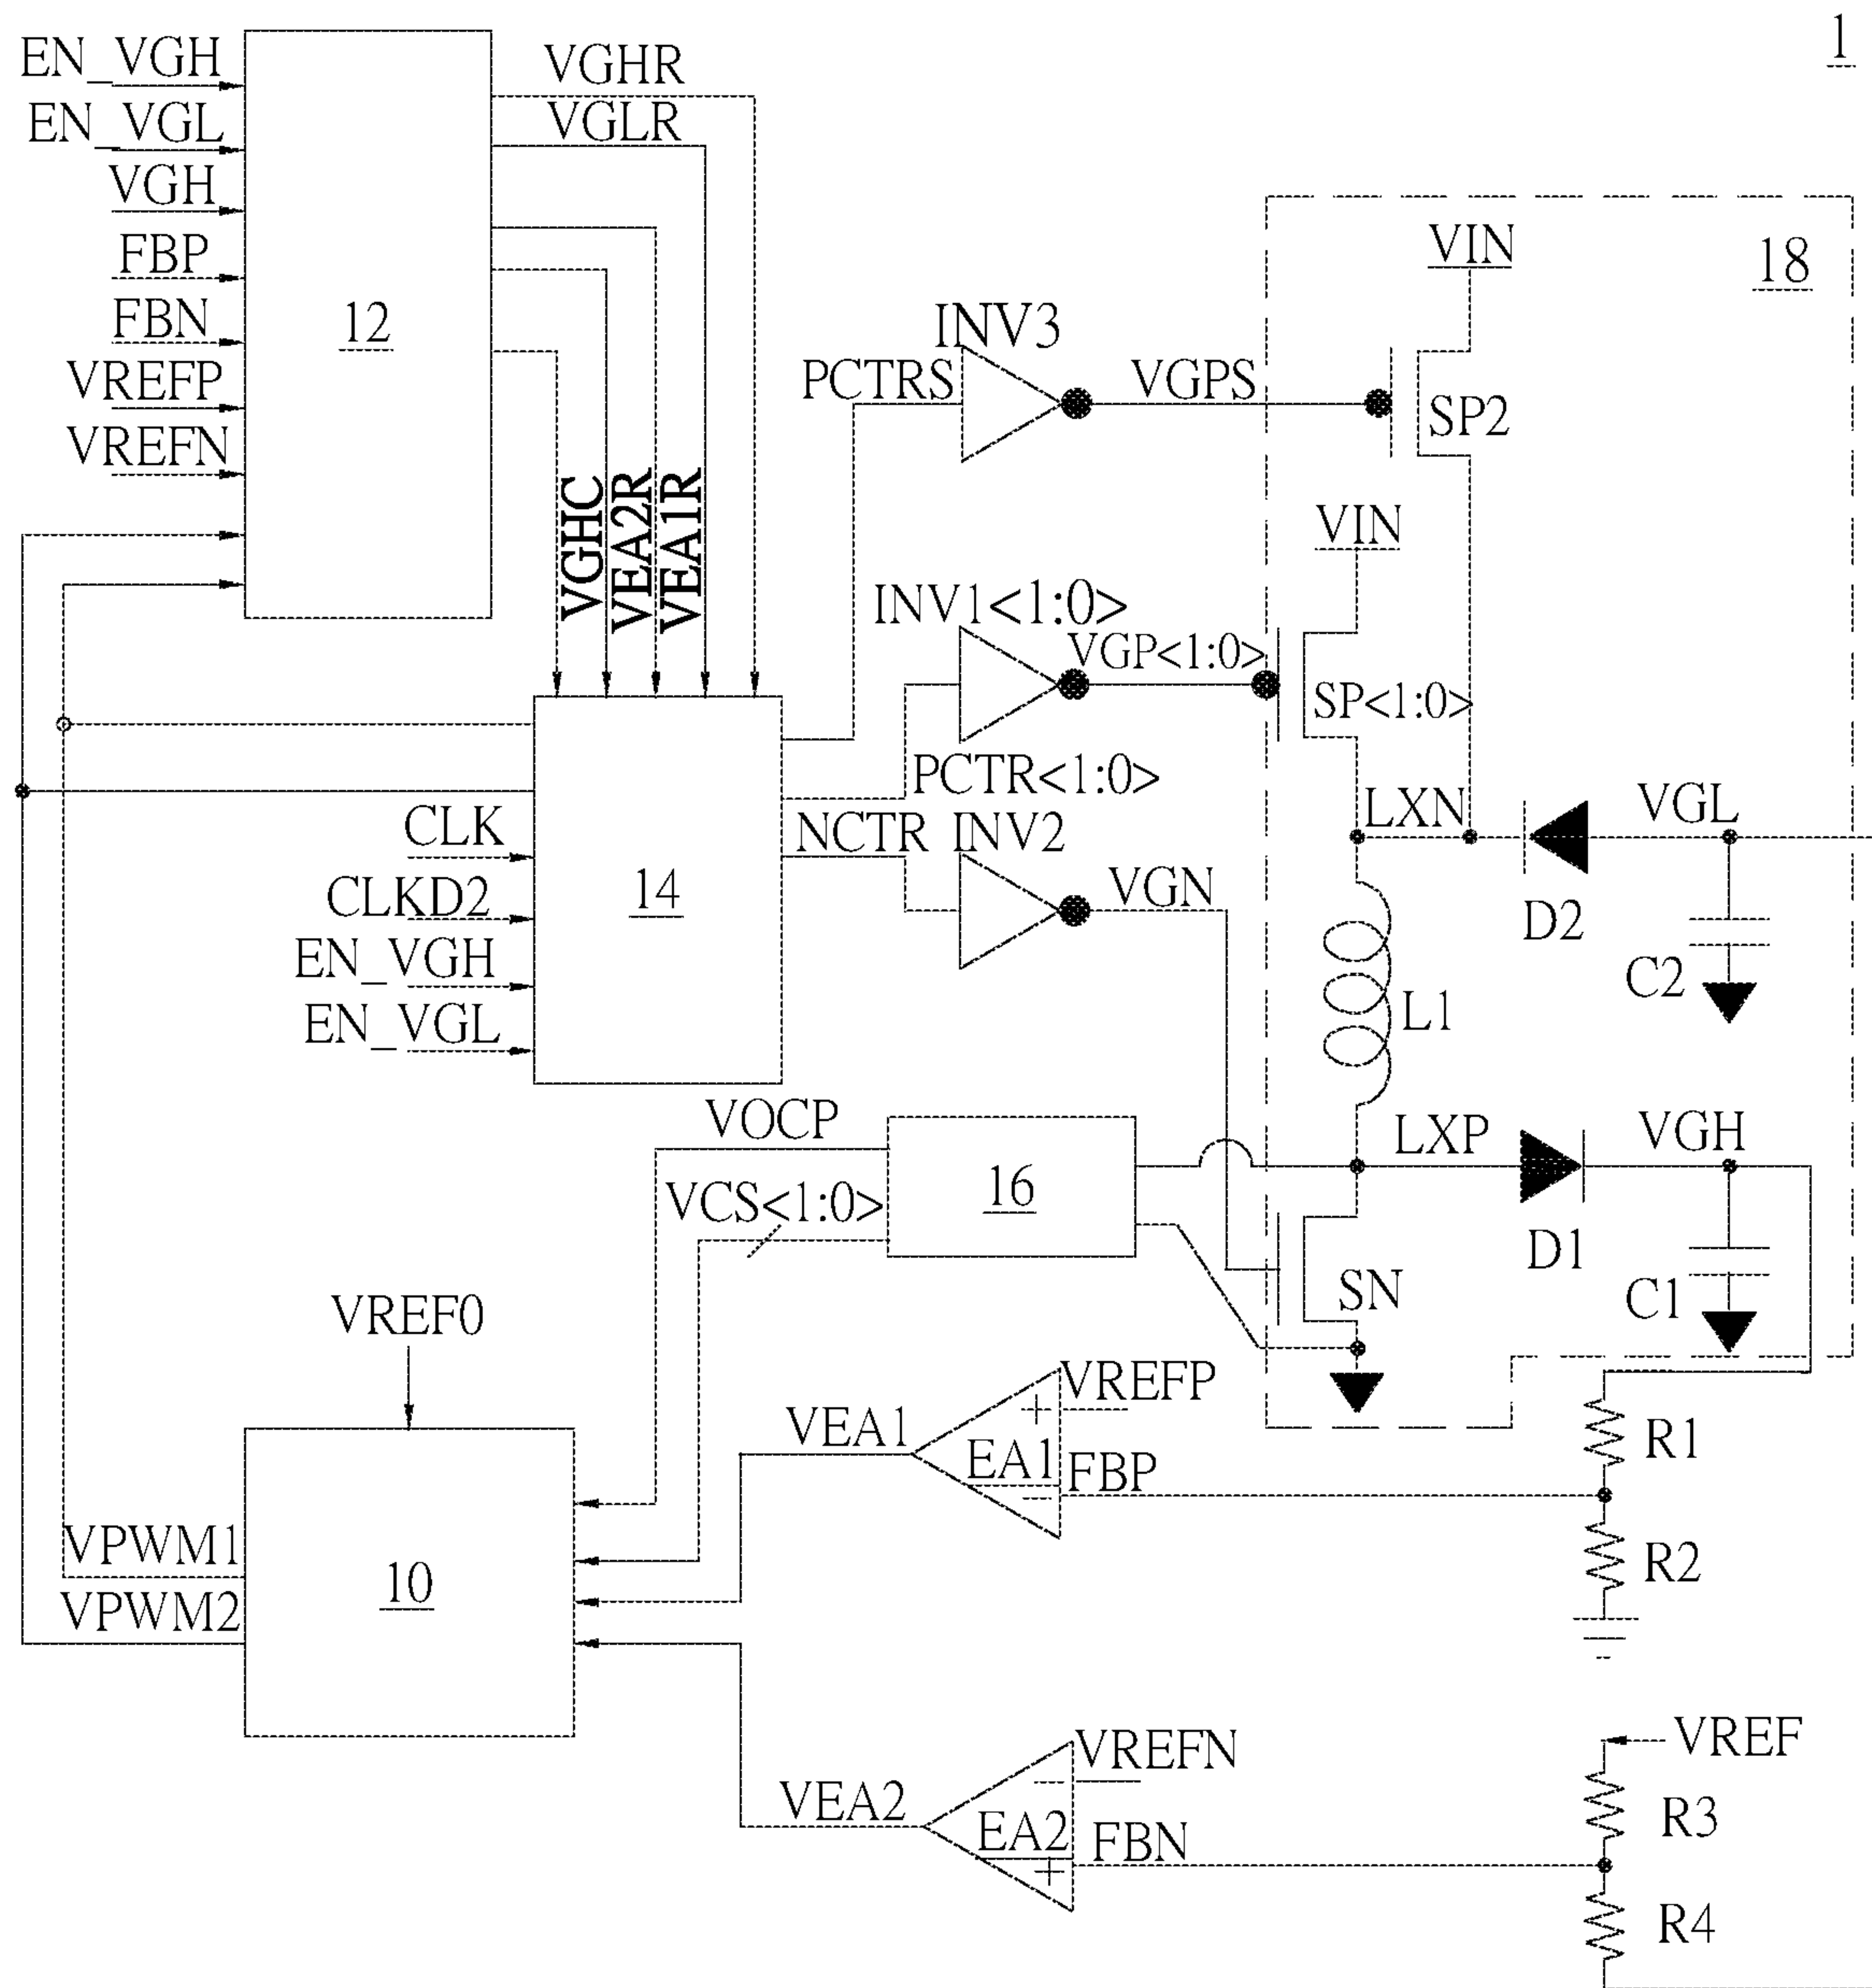 1
EN_VGH
EN_VGL
VGH
FBP
FBN
VREFP
VREFN
12
VGHR
VGLR
VGHC
VEA2R
VEA1R
18
VIN
INV3
PCTRS
VGPS
SP2
VIN
INV1<1:0>
VGP<1:0>
SP<1:0>
PCTR<1:0>
NCTR
INV2
VGN
CLK
CLKD2
EN_VGH
EN_VGL
14
LXN
VGL
D2
C2
L1
VOCP
VCS<1:0>
16
LXP
VGH
D1
C1
SN
VREF0
VREFP
VEA1
EA1
+
-
FBP
R1
R2
VPWM1
VPWM2
10
VREFN
VEA2
EA2
-
+
FBN
VREF
R3
R4